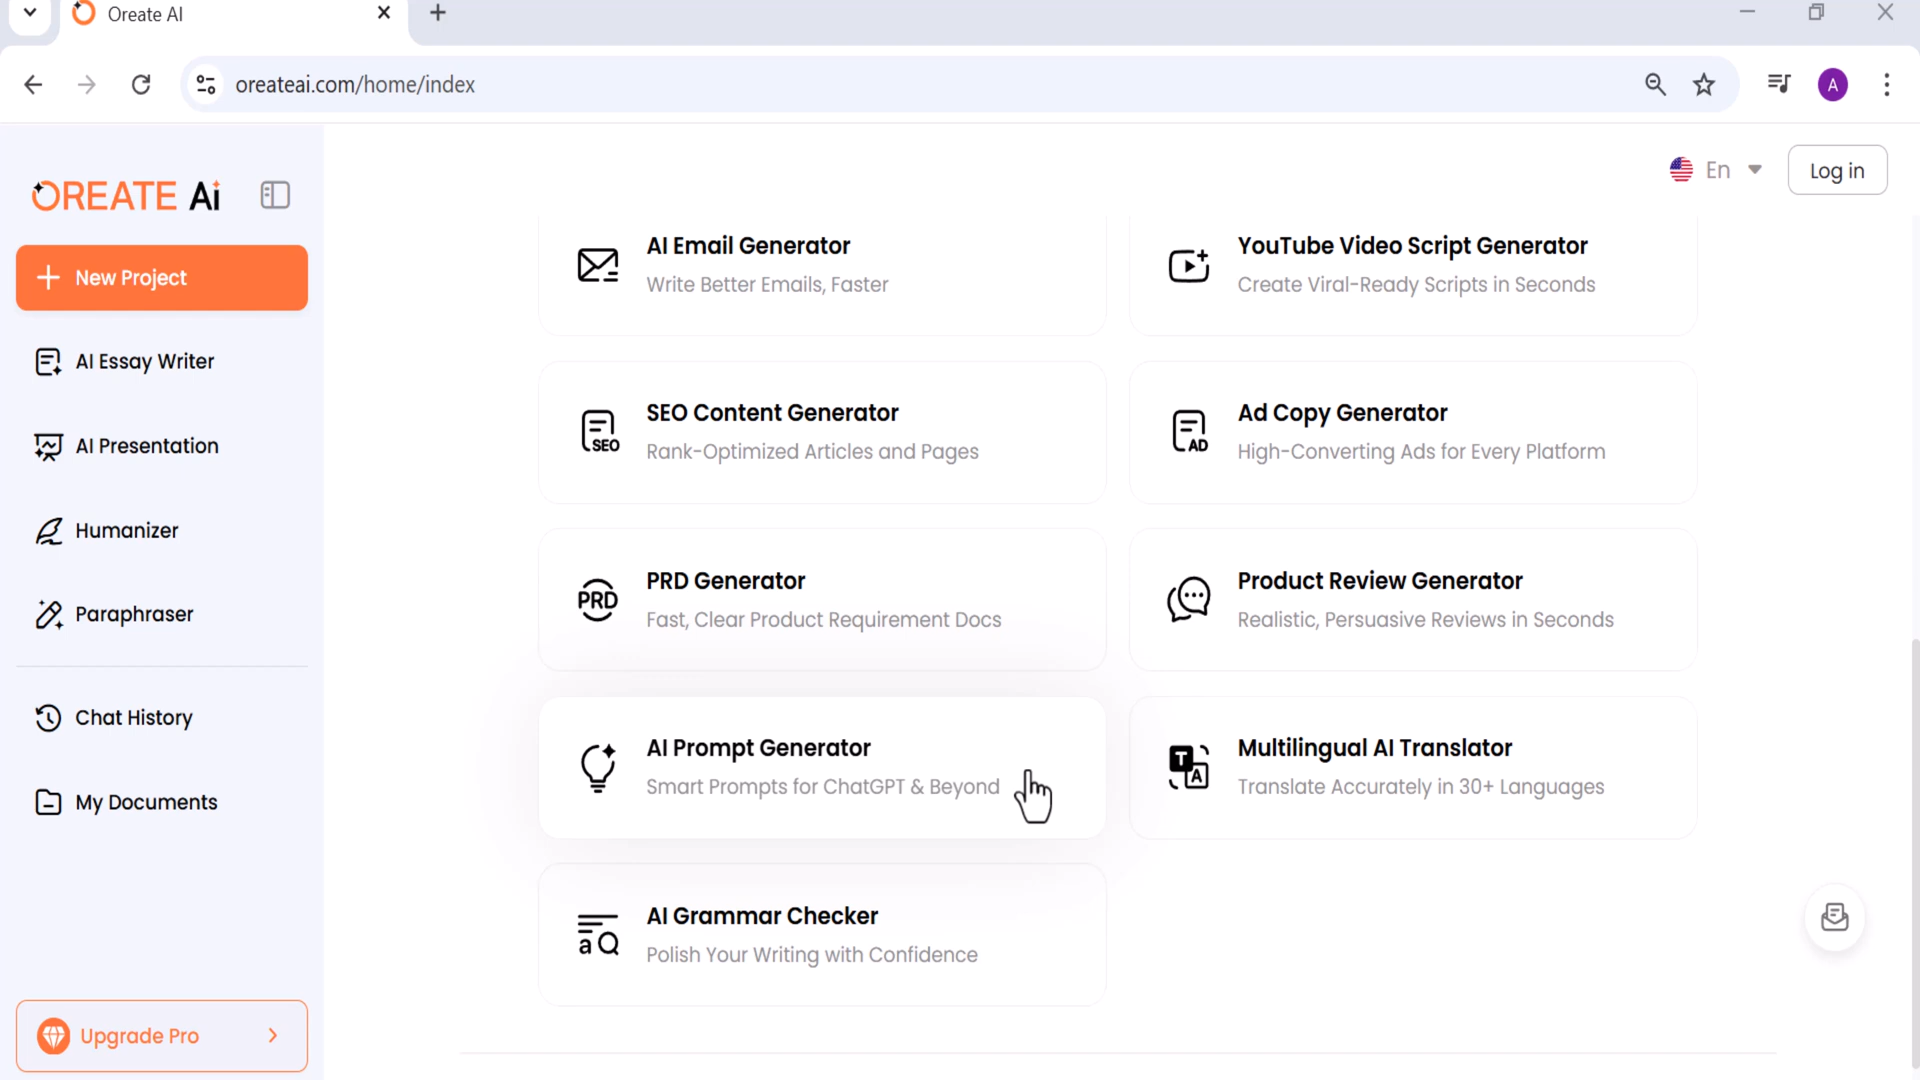 Oreate AI
oreateai.com/home/index
A
OREATE Ai
En
Log in
New Project
AI Essay Writer
AI Presentation
Humanizer
Paraphraser
Chat History
My Documents
Upgrade Pro
AI Email Generator
Write Better Emails, Faster
YouTube Video Script Generator
Create Viral-Ready Scripts in Seconds
SEO
SEO Content Generator
Rank-Optimized Articles and Pages
AD
Ad Copy Generator
High-Converting Ads for Every Platform
PRD
PRD Generator
Fast, Clear Product Requirement Docs
Product Review Generator
Realistic, Persuasive Reviews in Seconds
AI Prompt Generator
Smart Prompts for ChatGPT & Beyond
T A
Multilingual AI Translator
Translate Accurately in 30+ Languages
a
AI Grammar Checker
Polish Your Writing with Confidence